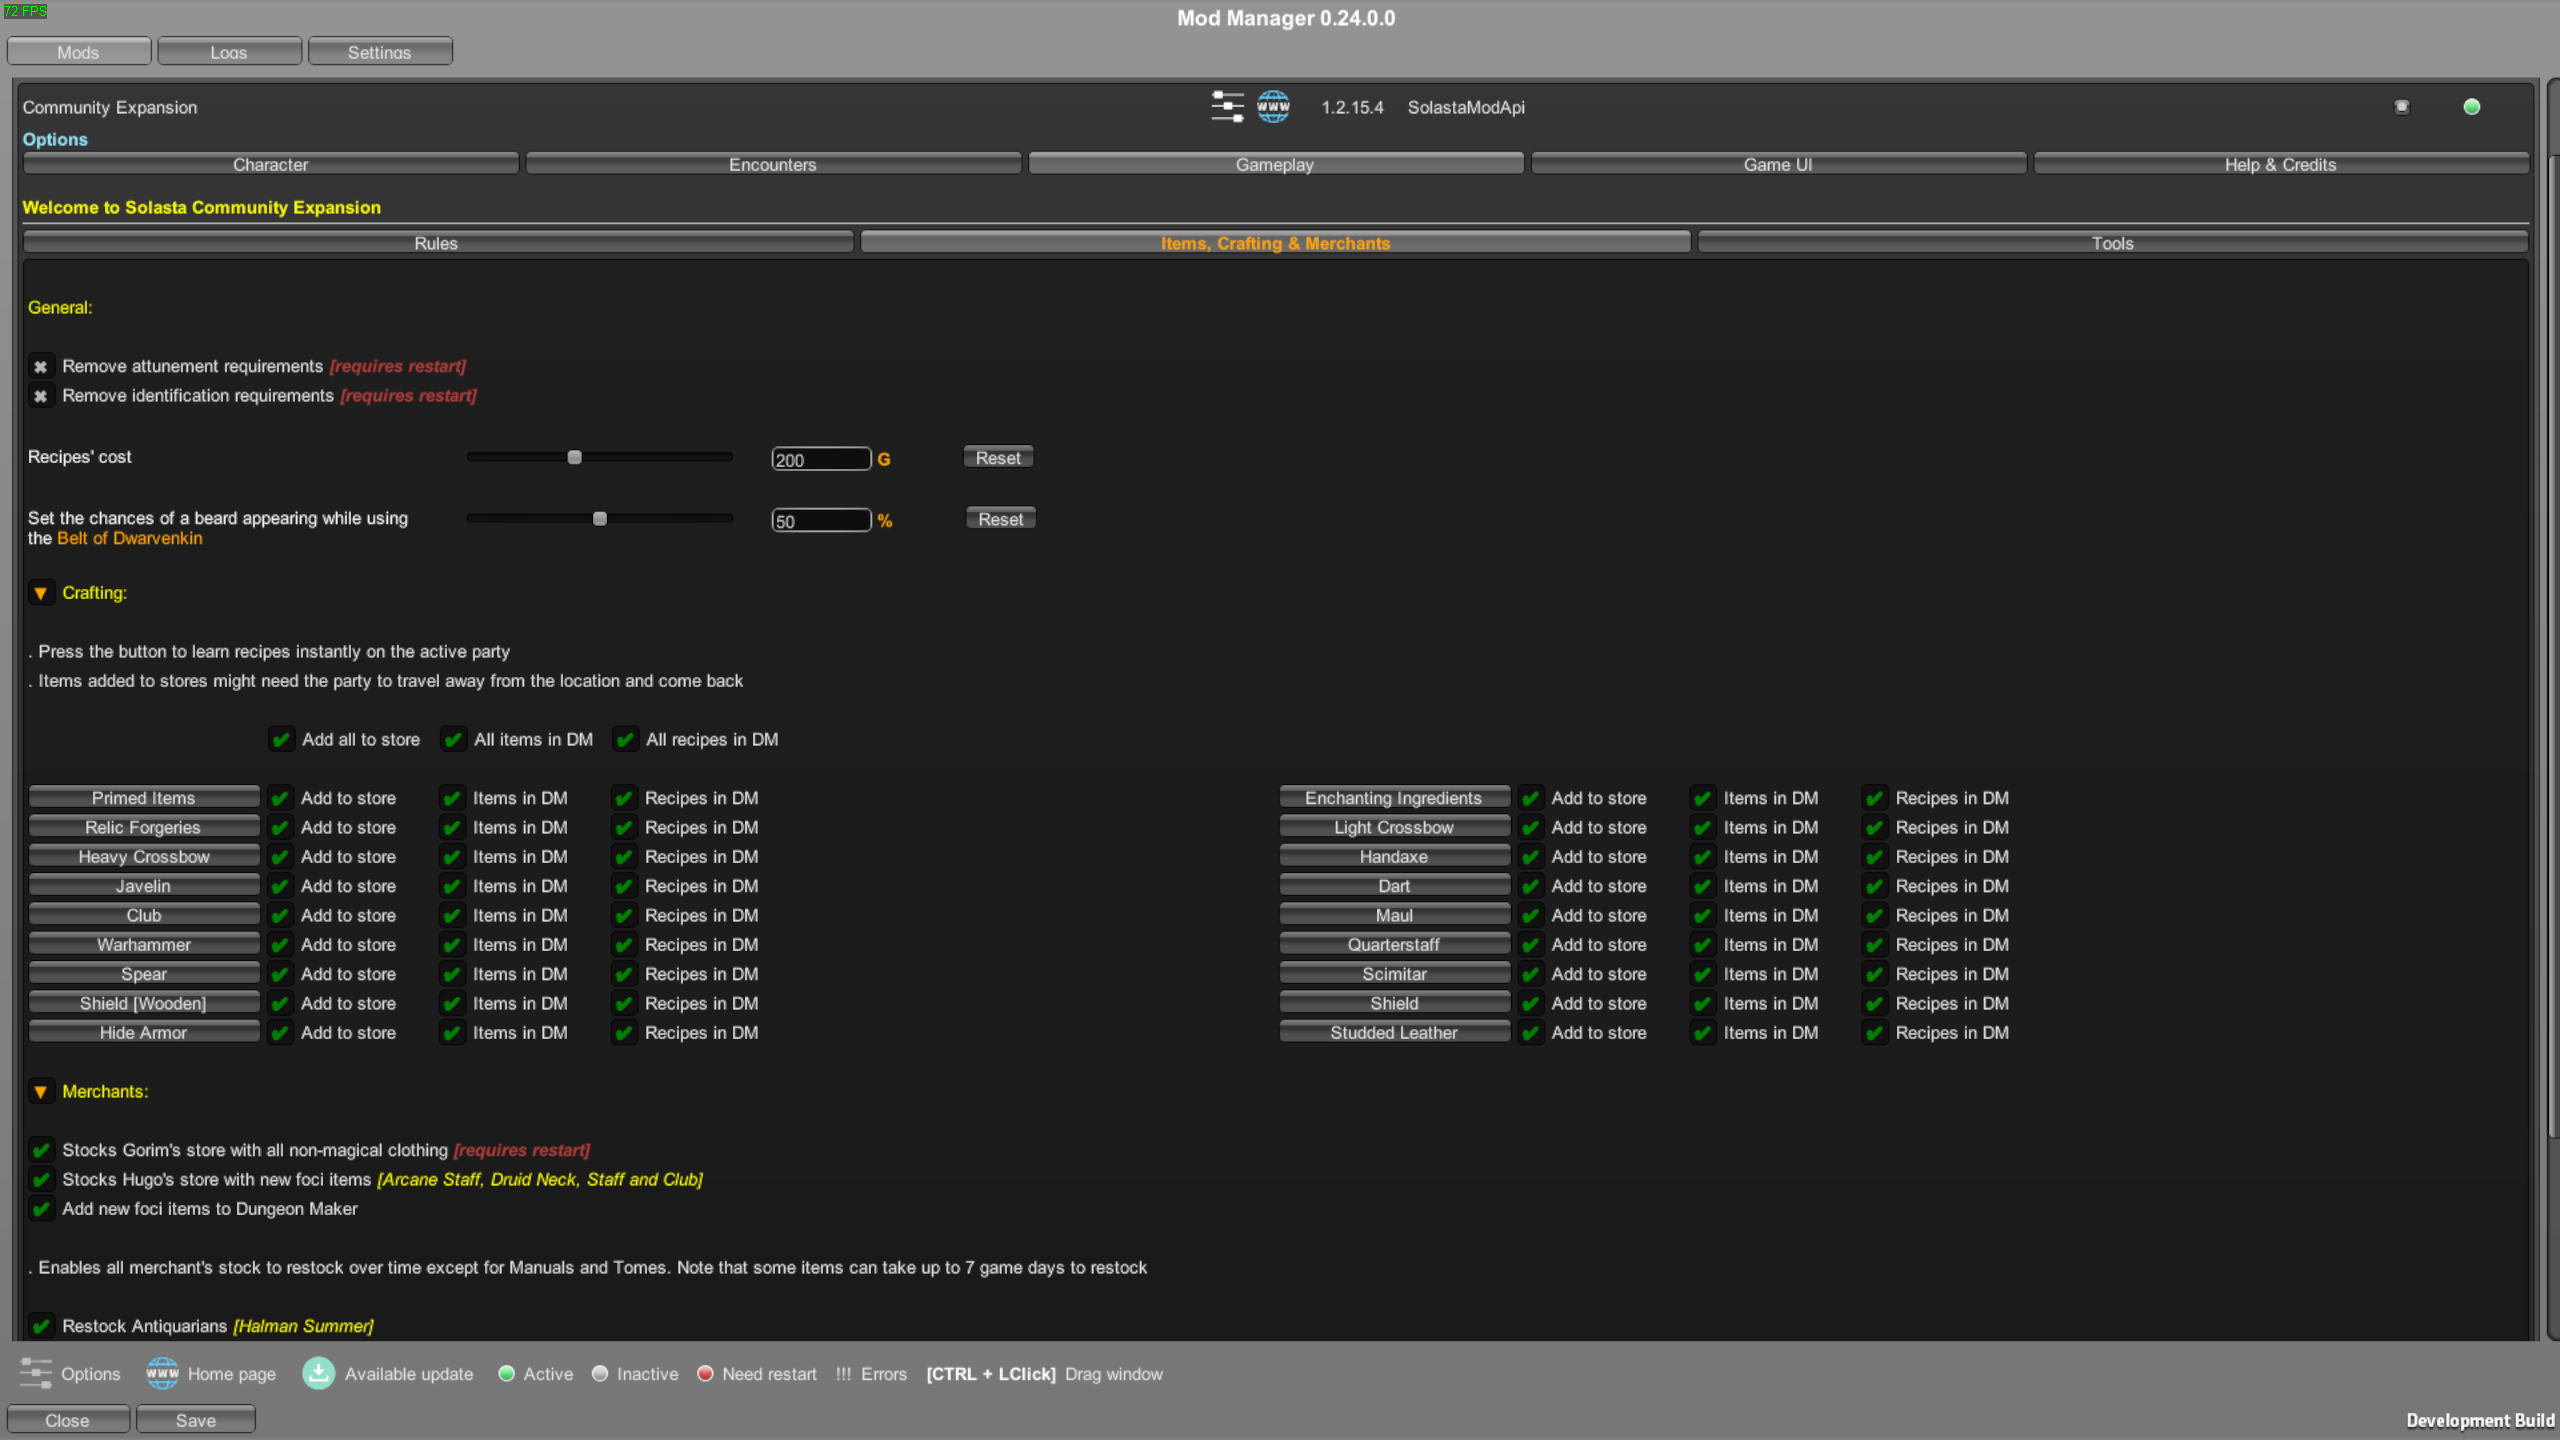 72 FPS
Mod Manager 0.24.0.0
Mods Logs Settings
Community Expansion www 1.2.15.4 SolastaModApi
Options
Character Encounters Gameplay Game UI Help & Credits
Welcome to Solasta Community Expansion
Rules Items, Crafting & Merchants Tools
General:
Remove attunement requirements [requires restart]
Remove identification requirements [requires restart]
Recipes' cost 200 G Reset
Set the chances of a beard appearing while using 50 % Reset
the Belt of Dwarvenkin
Crafting:
. Press the button to learn recipes instantly on the active party
. Items added to stores might need the party to travel away from the location and come back
Add all to store All items in DM All recipes in DM
Primed Items Add to store Items in DM Recipes in DM Enchanting Ingredients Add to store Items in DM Recipes in DM
Relic Forgeries Add to store Items in DM Recipes in DM Light Crossbow Add to store Items in DM Recipes in DM
Heavy Crossbow Add to store Items in DM Recipes in DM Handaxe Add to store Items in DM Recipes in DM
Javelin Add to store Items in DM Recipes in DM Dart Add to store Items in DM Recipes in DM
Club Add to store Items in DM Recipes in DM Maul Add to store Items in DM Recipes in DM
Warhammer Add to store Items in DM Recipes in DM Quarterstaff Add to store Items in DM Recipes in DM
Spear Add to store Items in DM Recipes in DM Scimitar Add to store Items in DM Recipes in DM
Shield [Wooden] Add to store Items in DM Recipes in DM Shield Add to store Items in DM Recipes in DM
Hide Armor Add to store Items in DM Recipes in DM Studded Leather Add to store Items in DM Recipes in DM
Merchants:
Stocks Gorim's store with all non-magical clothing [requires restart]
Stocks Hugo's store with new foci items [Arcane Staff, Druid Neck, Staff and Club]
Add new foci items to Dungeon Maker
. Enables all merchant's stock to restock over time except for Manuals and Tomes. Note that some items can take up to 7 game days to restock
Restock Antiquarians [Halman Summer]
Options www Home page Available update Active Inactive Need restart !!! Errors [CTRL + LClick] Drag window
Close Save
Development Build